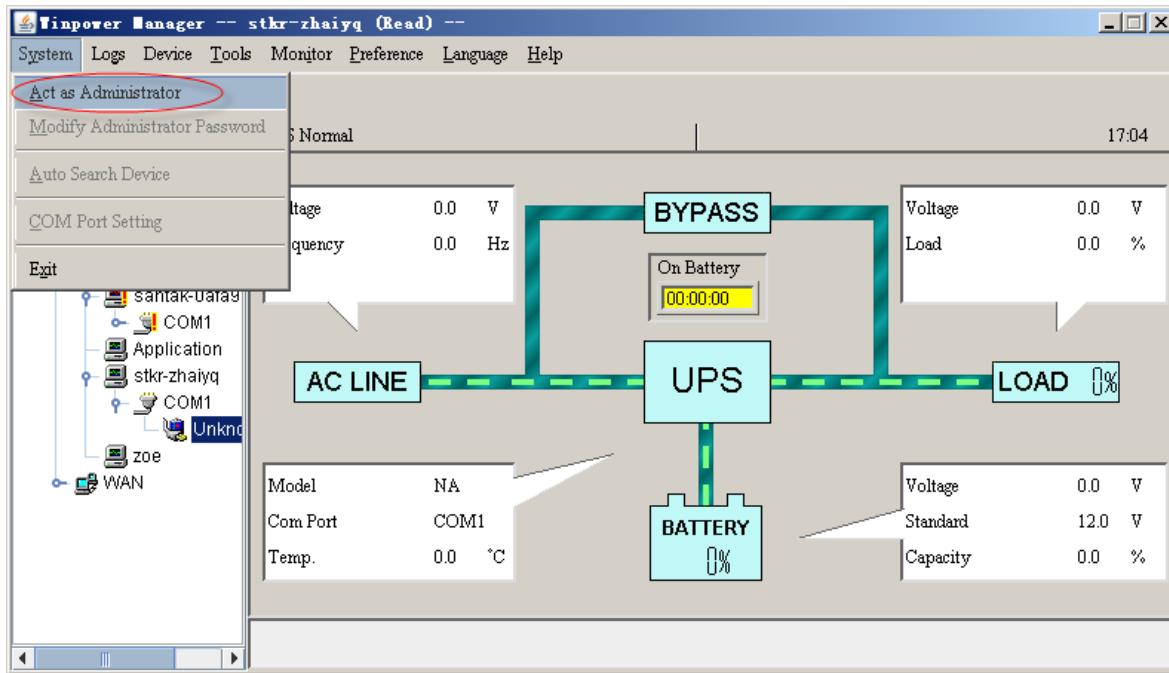 Winpower Manager -- stkr-zhaiyq (Read) --
System Logs Device Tools Monitor Preference Language Help
Act as Administrator
Modify Administrator Password
Auto Search Device
COM Port Setting
Exit
S Normal 17:04
ltage 0.0 V
quency 0.0 Hz
BYPASS
On Battery
00:00:00
Voltage 0.0 V
Load 0.0 %
santak-0afa9
COM1
Application
stkr-zhaiyq
COM1
Unkno
zoe
WAN
AC LINE
UPS
LOAD 0%
Model NA
Com Port COM1
Temp. 0.0 °C
BATTERY
0%
Voltage 0.0 V
Standard 12.0 V
Capacity 0.0 %